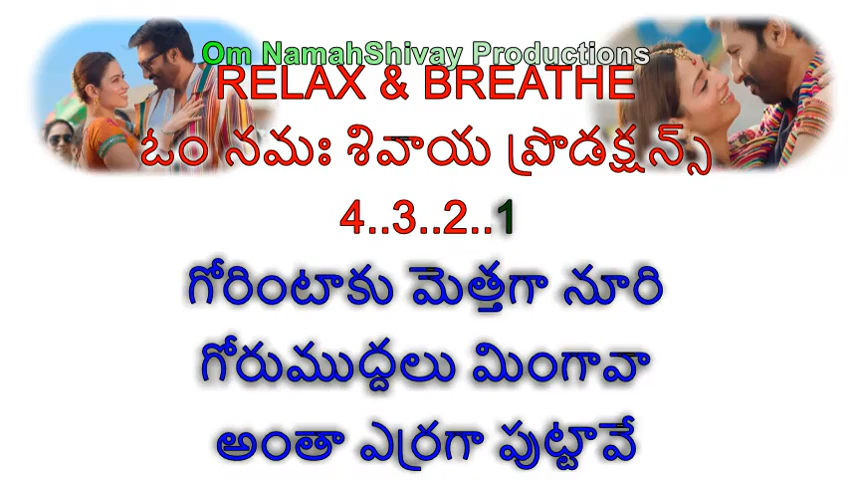 Om NamahShivay Productions
RELAX & BREATHE
ఓం నమః శివాయ ప్రొడక్షన్స్
4..3..2..1
గోరింటాకు మెత్తగా నూరి
గోరుముద్దలు మింగావా
అంతా ఎర్రగా పుట్టావే